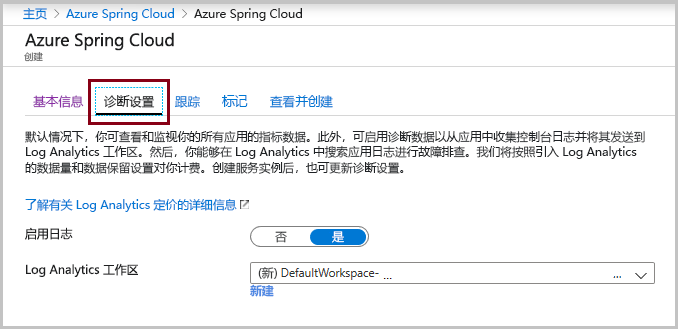 主页 > Azure Spring Cloud > Azure Spring Cloud
Azure Spring Cloud
创建
基本信息 诊断设置 跟踪 标记 查看并创建
默认情况下，你可查看和监视你的所有应用的指标数据。此外，可启用诊断数据以从应用中收集控制台日志并将其发送到
Log Analytics 工作区。然后，你能够在 Log Analytics 中搜索应用日志进行故障排查。我们将按照引入 Log Analytics
的数据量和数据保留设置对你计费。创建服务实例后，也可更新诊断设置。
了解有关 Log Analytics 定价的详细信息
启用日志 否 是
Log Analytics 工作区 (新) DefaultWorkspace- ... ...
新建